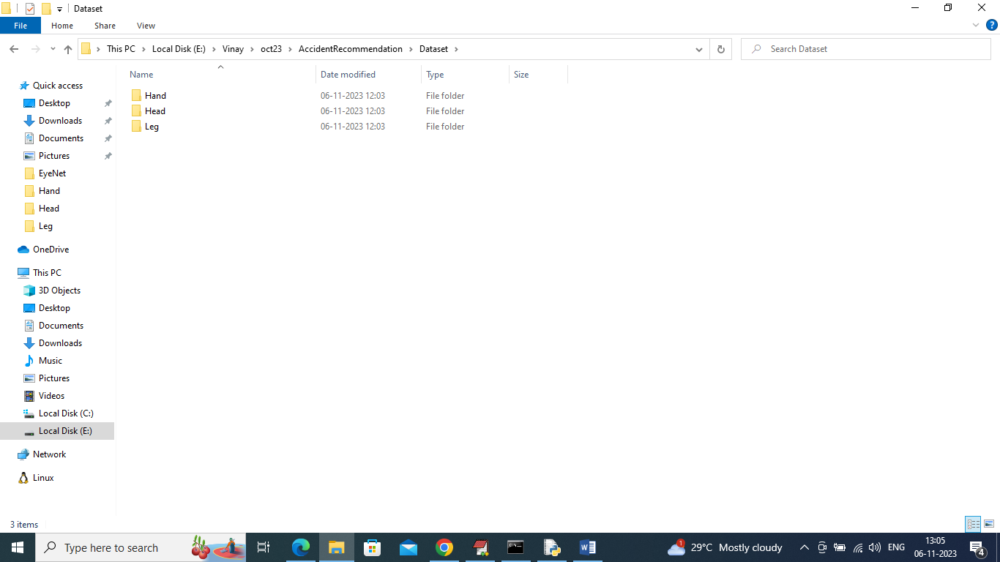 Dataset
File Home Share View
This PC Local Disk (E:) Vinay oct23 AccidentRecommendation Dataset
Search Dataset
Name Date modified Type Size
Hand 06-11-2023 12:03 File folder
Head 06-11-2023 12:03 File folder
Leg 06-11-2023 12:03 File folder
Quick access
Desktop
Downloads
Documents
Pictures
EyeNet
Hand
Head
Leg
OneDrive
This PC
3D Objects
Desktop
Documents
Downloads
Music
Pictures
Videos
Local Disk (C:)
Local Disk (E:)
Network
Linux
3 items
Type here to search
1 29°C Mostly cloudy ENG 13:05
06-11-2023 4